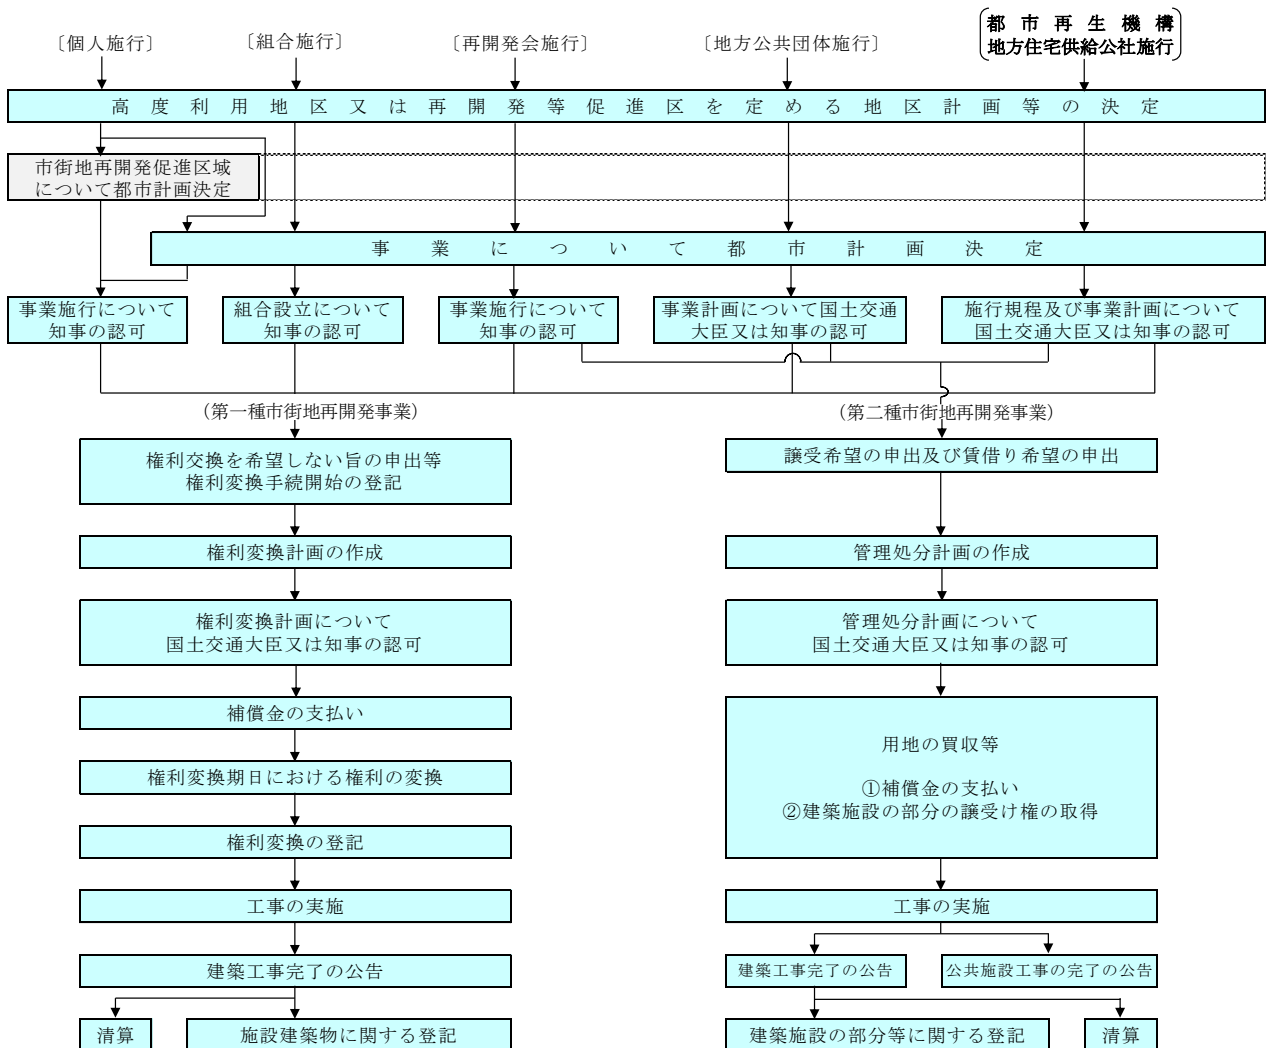 〔個人施行〕
〔組合施行〕
〔再開発会施行〕
〔地方公共団体施行〕
都市再生機構
地方住宅供給公社施行
高度利用地区又は再開発等促進区を定める地区計画等の決定
市街地再開発促進区域
について都市計画決定
事業について都市計画決定
事業施行について
知事の認可
組合設立について
知事の認可
事業施行について
知事の認可
事業計画について国土交通
大臣又は知事の認可
施行規程及び事業計画について
国土交通大臣又は知事の認可
(第一種市街地再開発事業)
(第二種市街地再開発事業)
権利交換を希望しない旨の申出等
権利変換手続開始の登記
譲受希望の申出及び賃借り希望の申出
権利変換計画の作成
管理処分計画の作成
権利変換計画について
国土交通大臣又は知事の認可
管理処分計画について
国土交通大臣又は知事の認可
補償金の支払い
権利変換期日における権利の変換
権利変換の登記
用地の買収等
①補償金の支払い
②建築施設の部分の譲受け権の取得
工事の実施
工事の実施
建築工事完了の公告
建築工事完了の公告
公共施設工事の完了の公告
清算
施設建築物に関する登記
建築施設の部分等に関する登記
清算